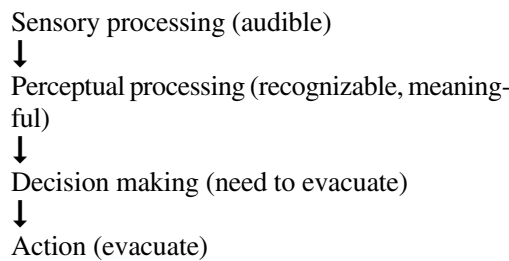 Sensory processing (audible)
↓
Perceptual processing (recognizable, meaning-
ful)
↓
Decision making (need to evacuate)
↓
Action (evacuate)